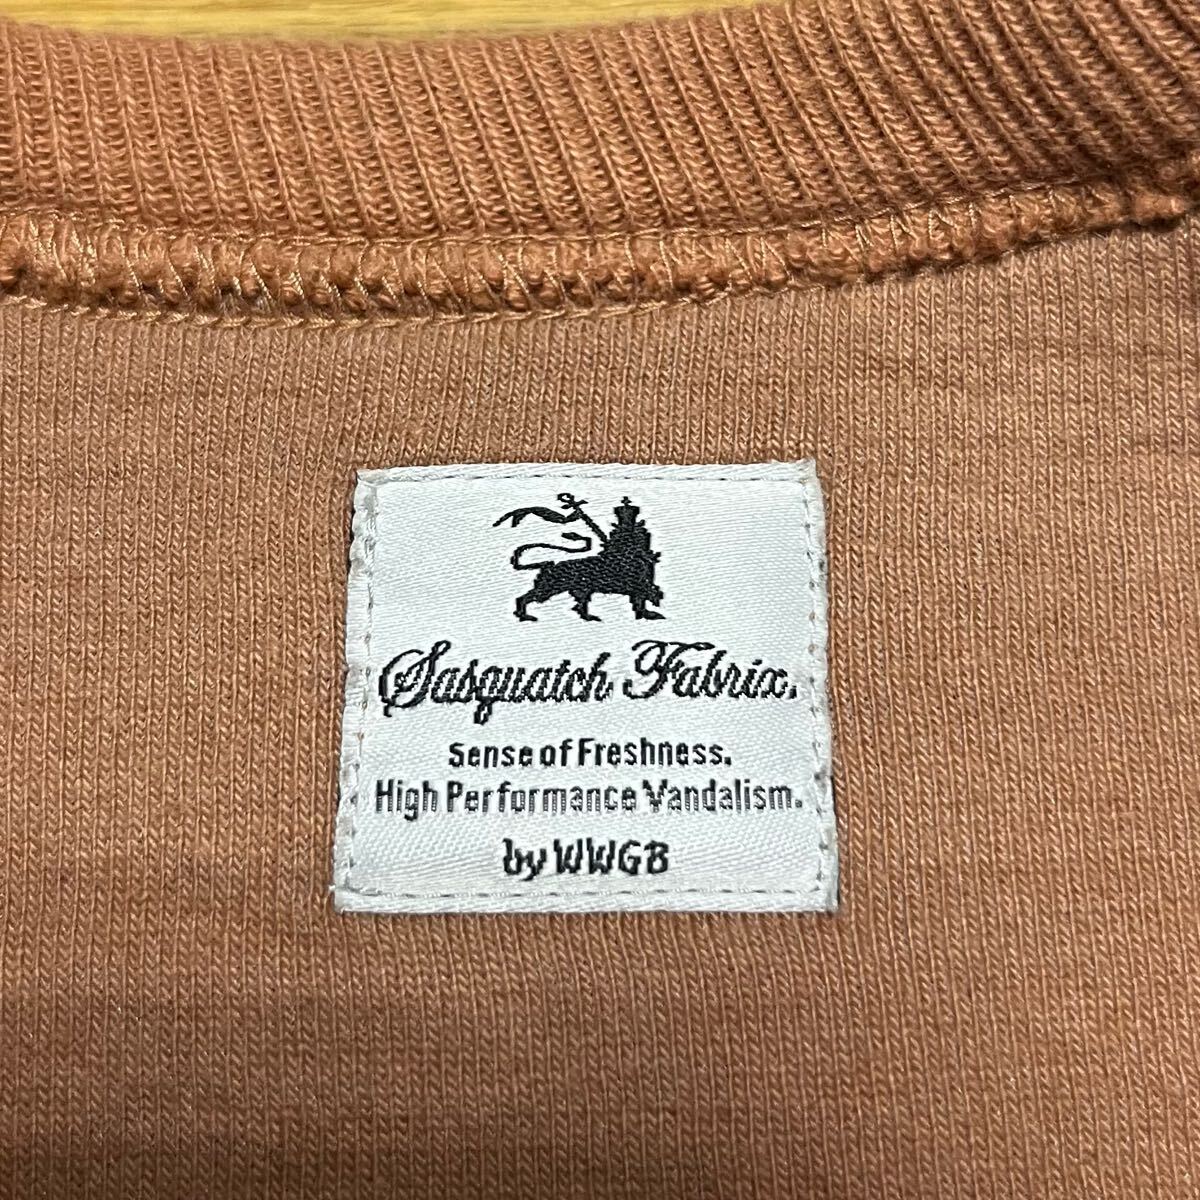 Sasquatch Fabrix.
Sense of Freshness.
High Performance Vandalism.
by WWGB